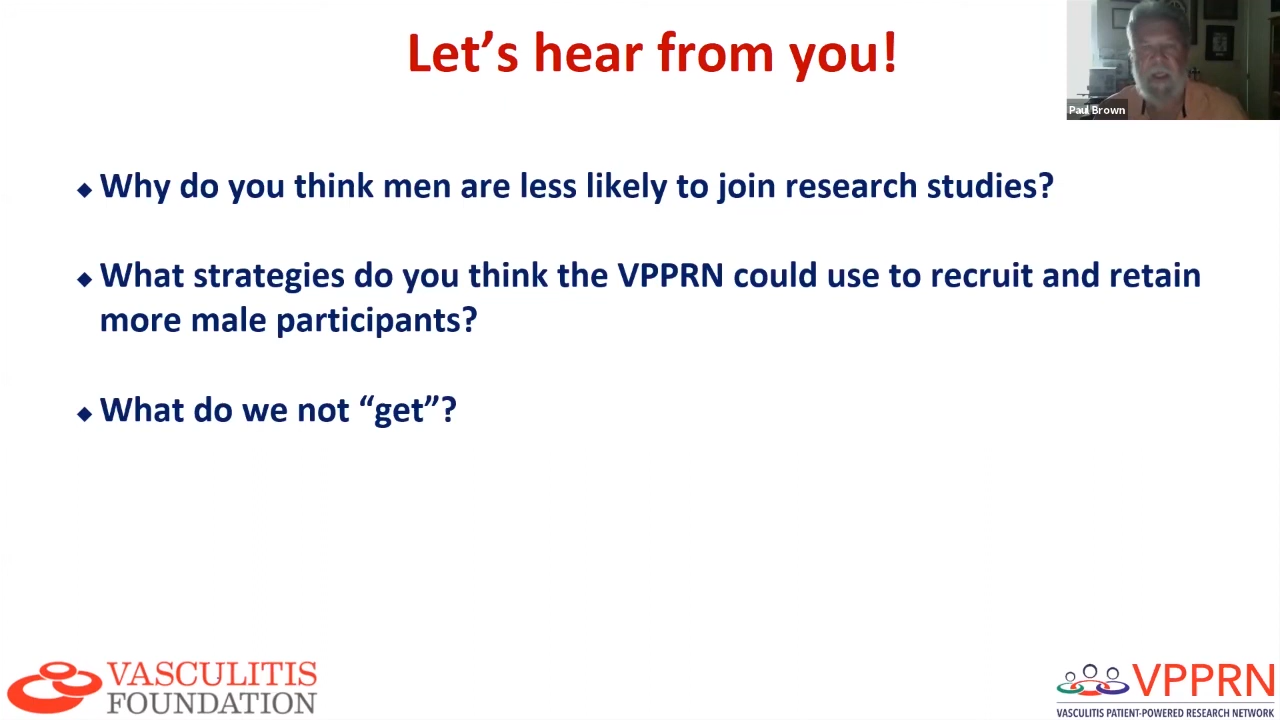 Let's hear from you!
Paul Brown
◆ Why do you think men are less likely to join research studies?
◆ What strategies do you think the VPPRN could use to recruit and retain
more male participants?
◆ What do we not “get”?
VASCULITIS
FOUNDATION
VPPRN
VASCULITIS PATIENT-POWERED RESEARCH NETWORK